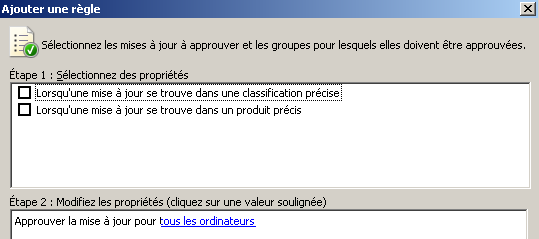 Ajouter une règle
Sélectionnez les mises à jour à approuver et les groupes pour lesquels elles doivent être approuvées.
Étape 1 : Sélectionnez des propriétés
Lorsqu'une mise à jour se trouve dans une classification précise
Lorsqu'une mise à jour se trouve dans un produit précis
Étape 2 : Modifiez les propriétés (cliquez sur une valeur soulignée)
Approuver la mise à jour pour tous les ordinateurs